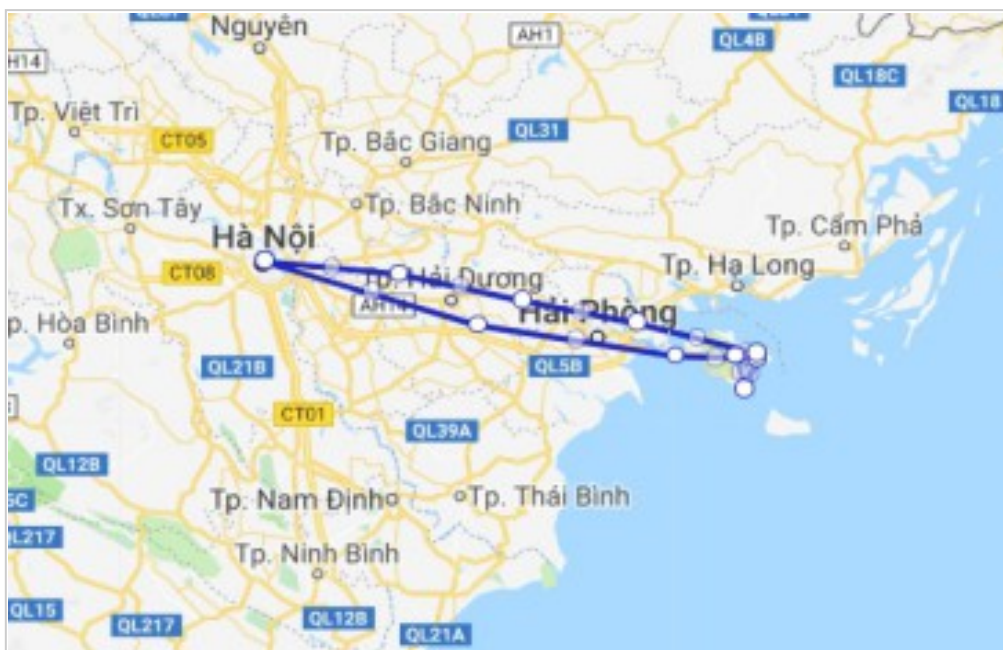 Nguyên
AH1
QL4B
H14
QL18C
QL18
Tp. Việt Trì
CT05
QL31
Tp. Bắc Giang
Tx. Sơn Tây
Tp. Bắc Ninh
Hà Nội
Tp. Cẩm Phả
CT08
Tp. Hải Dương
Tp. Hạ Long
AH14
Hải Phòng
p. Hòa Bình
QL21B
QL5B
CT01
QL39A
QL12B
Tp. Nam Định
Tp. Thái Bình
QL217
Tp. Ninh Bình
QL15
QL217
QL12B
QL21A